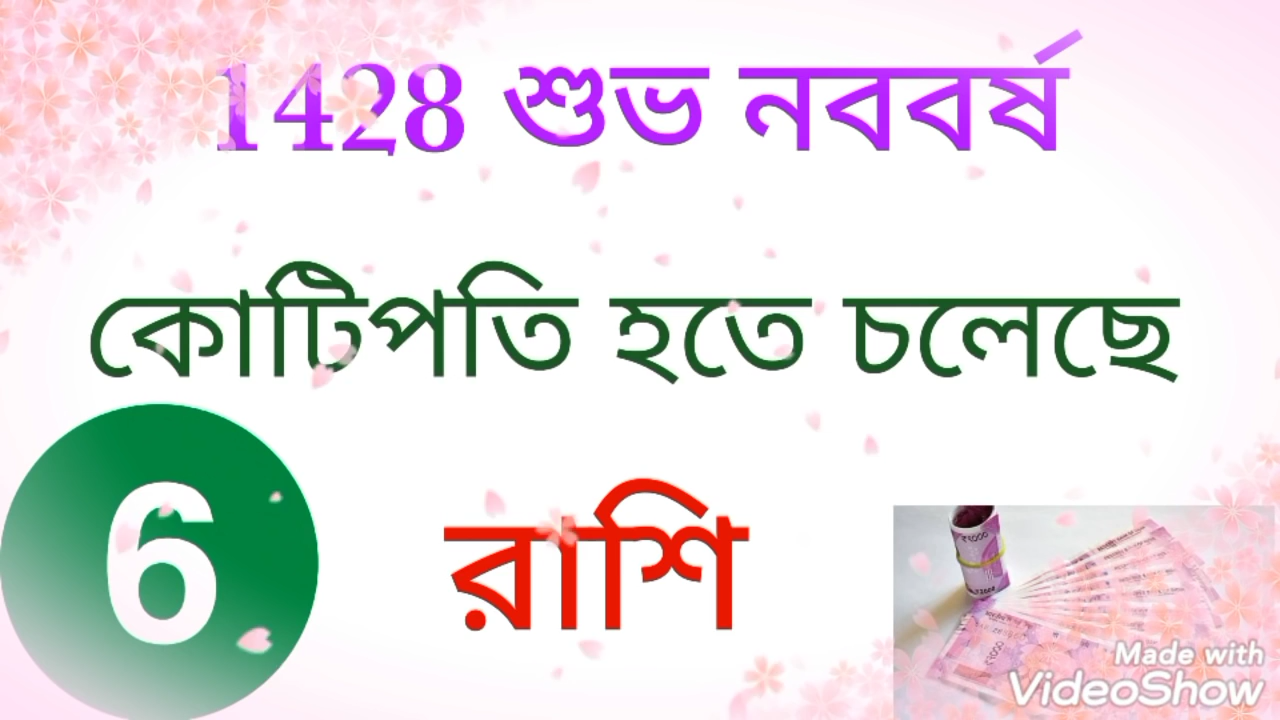 1428 শুভ নববর্ষ
কোটিপতি হতে চলেছে
6
রাশি
Made with
VideoShow